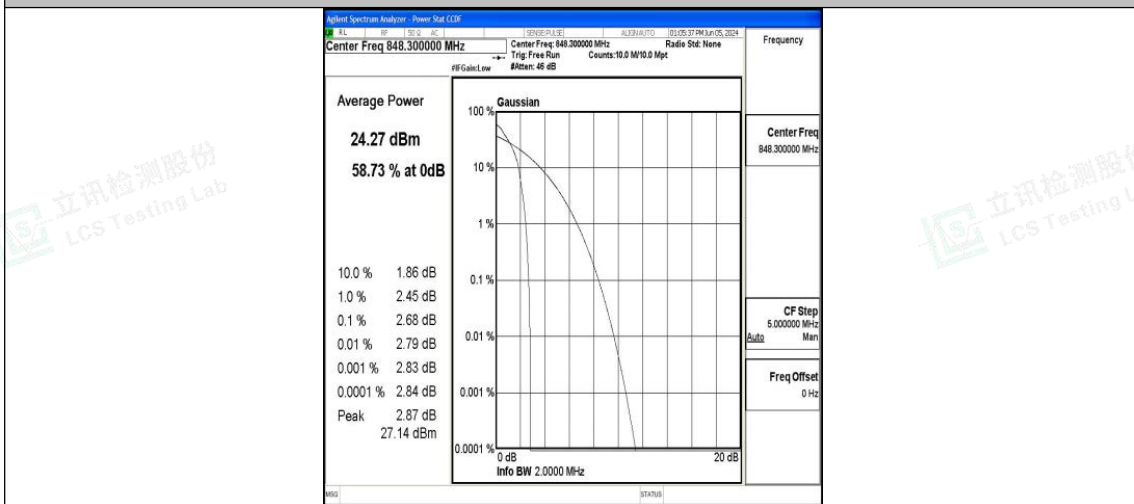 Agilent Spectrum Analyzer - Power Stat CCDF
RL RF 50 Ω AC SENSE:PULSE ALIGN AUTO 01:05:37 PM Jun 05, 2024
Center Freq 848.300000 MHz
Center Freq: 848.300000 MHz Radio Std: None
Trig: Free Run Counts:10.0 M/10.0 Mpt
#IFGain:Low #Atten: 46 dB
Frequency
Average Power
24.27 dBm
58.73 % at 0dB
10.0 % 1.86 dB
1.0 % 2.45 dB
0.1 % 2.68 dB
0.01 % 2.79 dB
0.001 % 2.83 dB
0.0001 % 2.84 dB
Peak 2.87 dB
27.14 dBm
Gaussian
100 %
10 %
1 %
0.1 %
0.01 %
0.001 %
0.0001 %
0 dB 20 dB
Info BW 2.0000 MHz
Center Freq
848.300000 MHz
CF Step
5.000000 MHz
Auto Man
Freq Offset
0 Hz
MSG STATUS
立讯检测股份
LCS Testing Lab
立讯检测股份
LCS Testing L